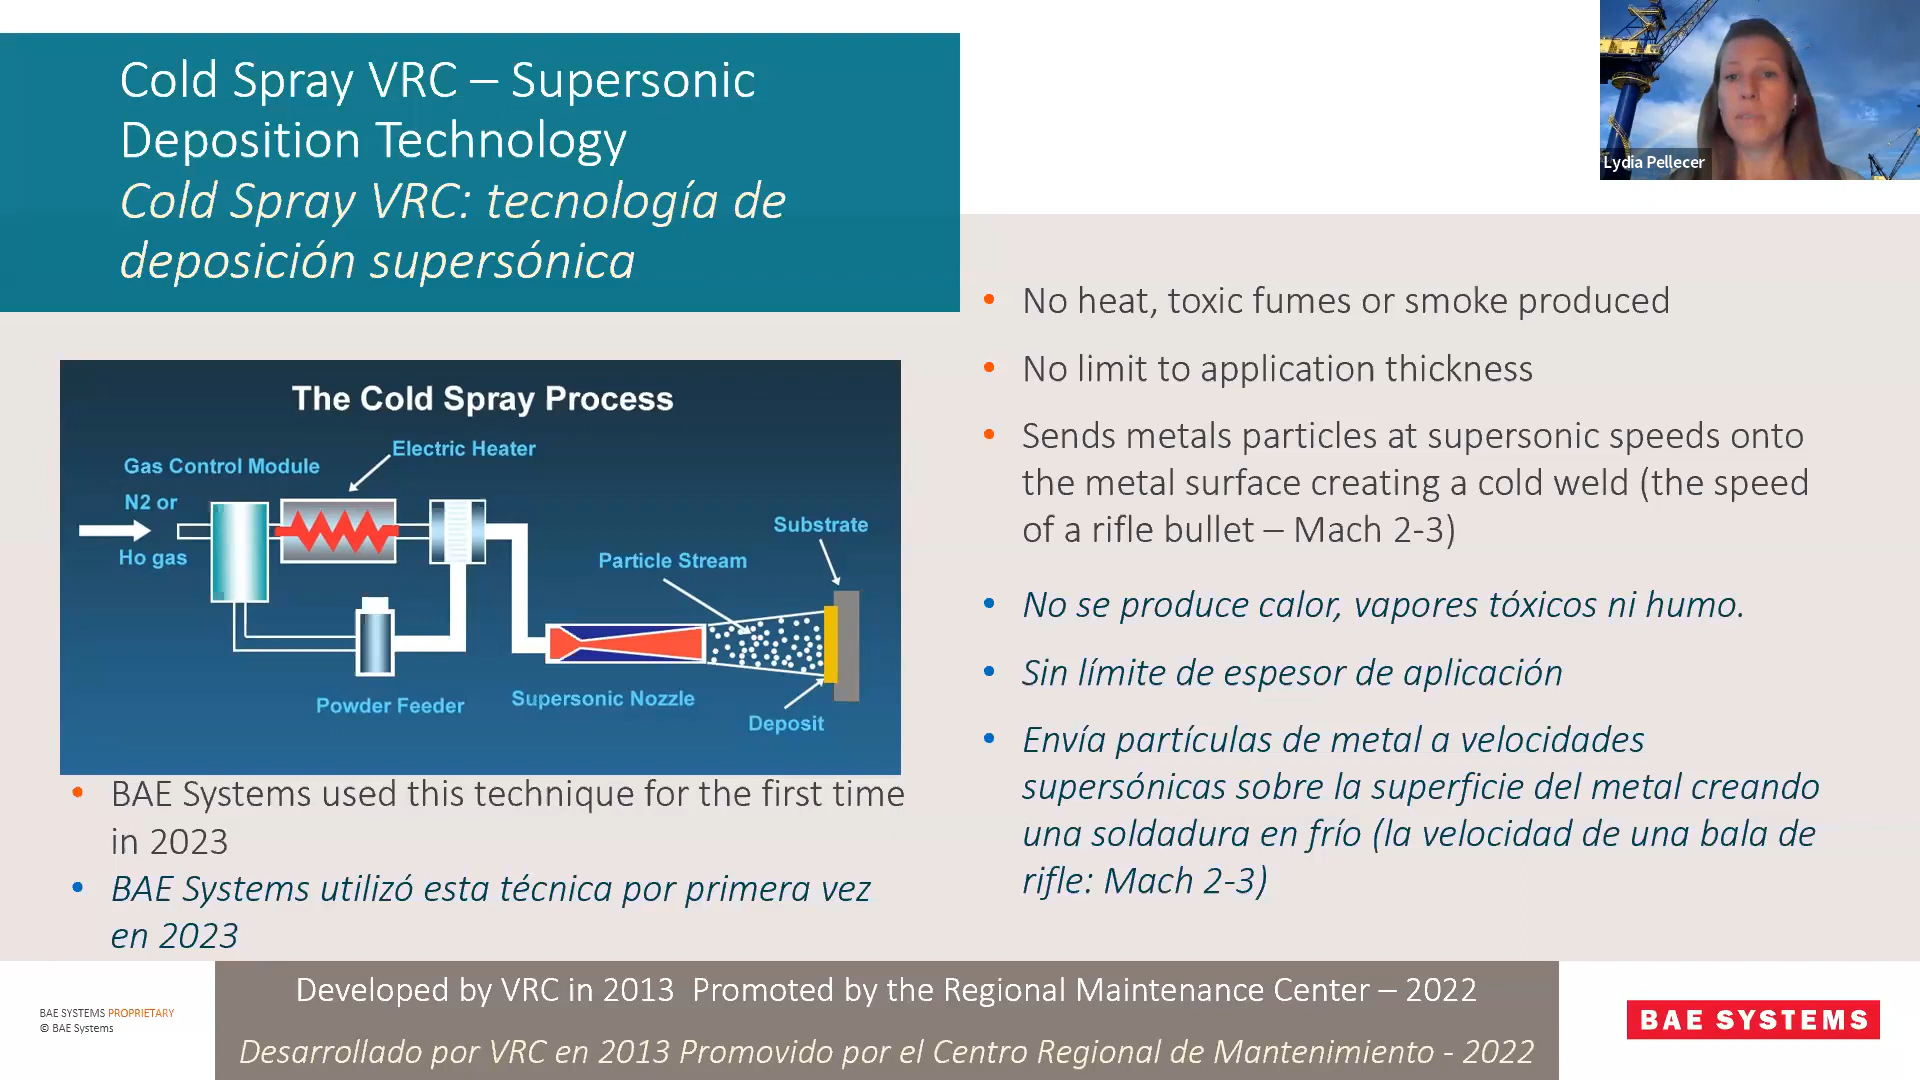 Cold Spray VRC – Supersonic
Deposition Technology
Cold Spray VRC: tecnología de
deposición supersónica
Lydia Pellecer
The Cold Spray Process
Electric Heater
Gas Control Module
N2 or
Ho gas
Substrate
Particle Stream
Powder Feeder
Supersonic Nozzle
Deposit
• BAE Systems used this technique for the first time
in 2023
• BAE Systems utilizó esta técnica por primera vez
en 2023
• No heat, toxic fumes or smoke produced
• No limit to application thickness
• Sends metals particles at supersonic speeds onto
the metal surface creating a cold weld (the speed
of a rifle bullet – Mach 2-3)
• No se produce calor, vapores tóxicos ni humo.
• Sin límite de espesor de aplicación
• Envía partículas de metal a velocidades
supersónicas sobre la superficie del metal creando
una soldadura en frío (la velocidad de una bala de
rifle: Mach 2-3)
BAE SYSTEMS PROPRIETARY
© BAE Systems
Developed by VRC in 2013 Promoted by the Regional Maintenance Center – 2022
Desarrollado por VRC en 2013 Promovido por el Centro Regional de Mantenimiento - 2022
BAE SYSTEMS